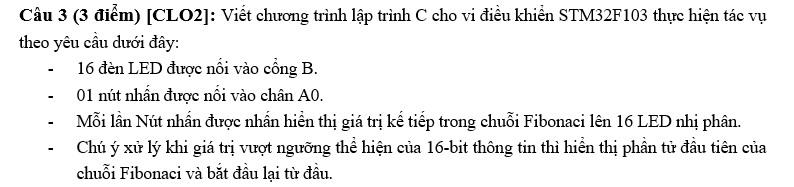 Câu 3 (3 điểm) [CLO2]: Viết chương trình lập trình C cho vi điều khiển STM32F103 thực hiện tác vụ
theo yêu cầu dưới đây:
- 16 đèn LED được nối vào cổng B.
- 01 nút nhấn được nối vào chân A0.
- Mỗi lần Nút nhấn được nhấn hiển thị giá trị kế tiếp trong chuỗi Fibonaci lên 16 LED nhị phân.
- Chú ý xử lý khi giá trị vượt ngưỡng thể hiện của 16-bit thông tin thì hiển thị phần tử đầu tiên của
chuỗi Fibonaci và bắt đầu lại từ đầu.